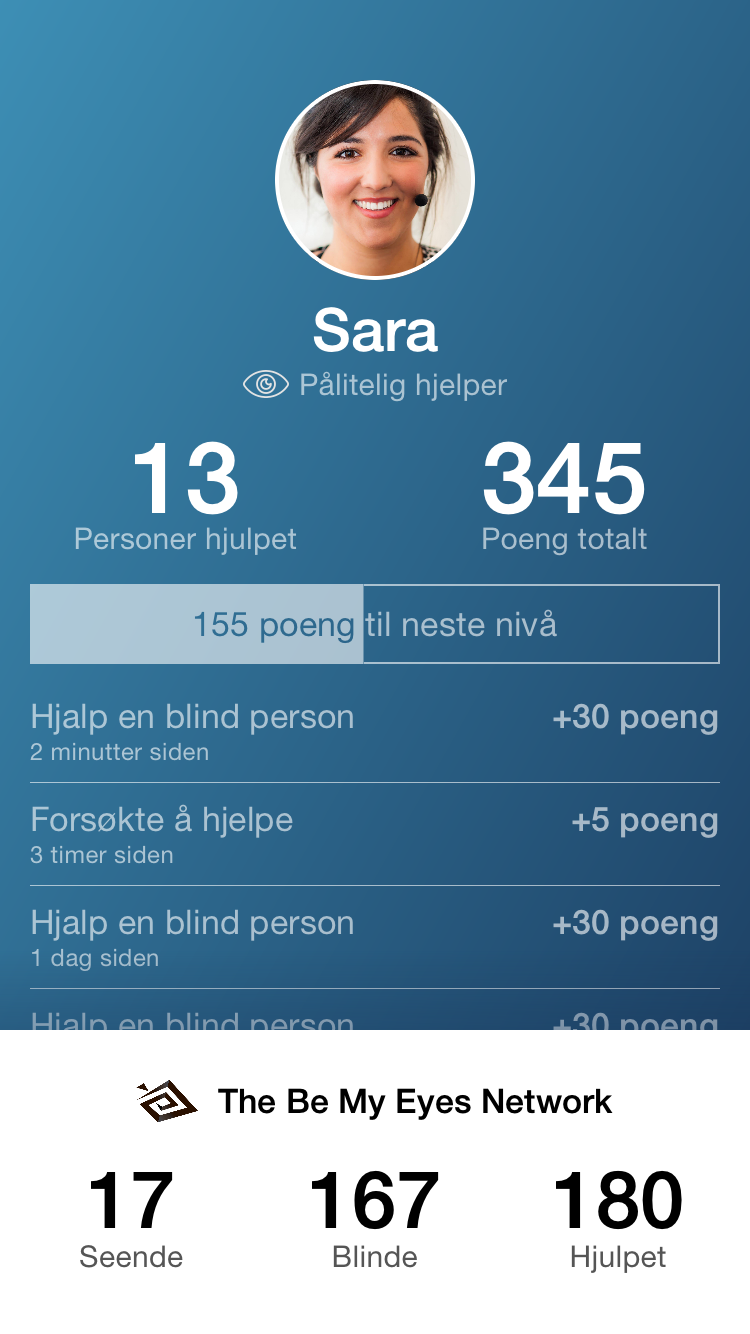 Sara
Pålitelig hjelper
13 345
Personer hjulpet Poeng totalt
155 poeng til neste nivå
Hjalp en blind person +30 poeng
2 minutter siden
Forsøkte å hjelpe +5 poeng
3 timer siden
Hjalp en blind person +30 poeng
1 dag siden
Hjalp en blind person +30 poeng
The Be My Eyes Network
17 167 180
Seende Blinde Hjulpet